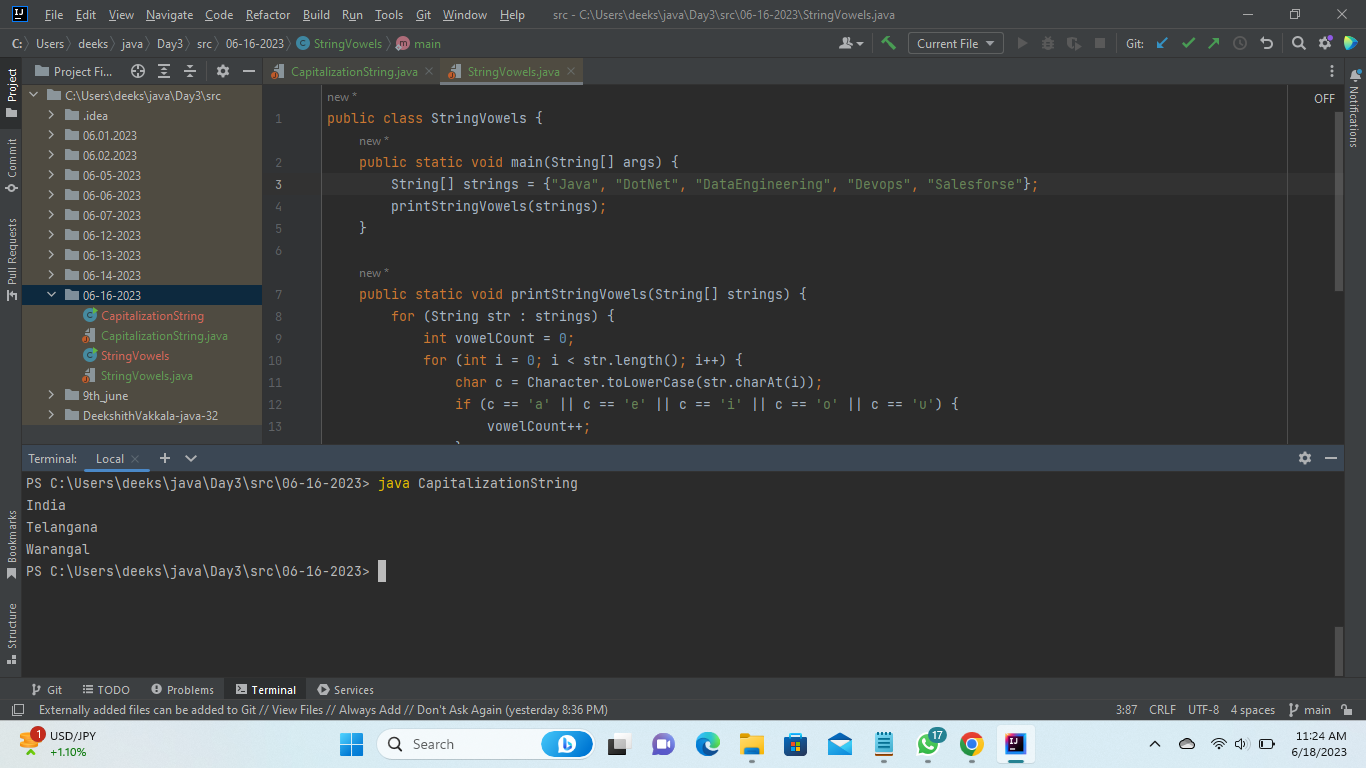 File Edit View Navigate Code Refactor Build Run Tools Git Window Help src - C:\Users\deeks\java\Day3\src\06-16-2023\StringVowels.java
C: Users deeks java Day3 src 06-16-2023 StringVowels main Current File Git:
Project Fi... CapitalizationString.java StringVowels.java
Project
Commit
Pull Requests
Bookmarks
Structure
Notifications
C:\Users\deeks\java\Day3\src
.idea
06.01.2023
06.02.2023
06-05-2023
06-06-2023
06-07-2023
06-12-2023
06-13-2023
06-14-2023
06-16-2023
CapitalizationString
CapitalizationString.java
StringVowels
StringVowels.java
9th_june
DeekshithVakkala-java-32
OFF
new *
1 public class StringVowels {
new *
2 public static void main(String[] args) {
3 String[] strings = {"Java", "DotNet", "DataEngineering", "Devops", "Salesforse"};
4 printStringVowels(strings);
5 }
6
new *
7 public static void printStringVowels(String[] strings) {
8 for (String str : strings) {
9 int vowelCount = 0;
10 for (int i = 0; i < str.length(); i++) {
11 char c = Character.toLowerCase(str.charAt(i));
12 if (c == 'a' || c == 'e' || c == 'i' || c == 'o' || c == 'u') {
13 vowelCount++;
Terminal: Local
PS C:\Users\deeks\java\Day3\src\06-16-2023> java CapitalizationString
India
Telangana
Warangal
PS C:\Users\deeks\java\Day3\src\06-16-2023>
Git TODO Problems Terminal Services
Externally added files can be added to Git // View Files // Always Add // Don't Ask Again (yesterday 8:36 PM) 3:87 CRLF UTF-8 4 spaces main
1 USD/JPY
+1.10%
Search
17
11:24 AM
6/18/2023